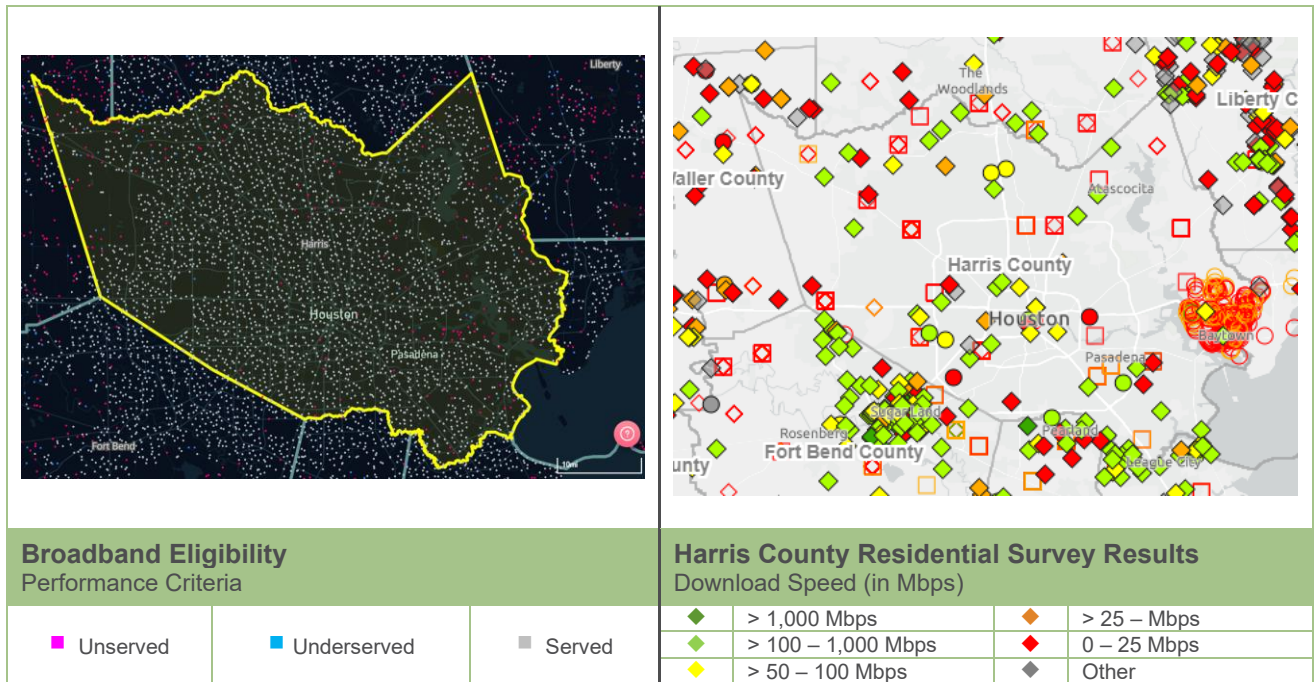 Liberty
Harris
Houston
Pasadena
Fort Bend
10mi
The
Woodlands
Liberty C
Waller County
Atascocita
Harris County
Houston
Baytown
Pasadena
Sugar Land
Rosenberg
Pearland
Fort Bend County
League City
unty
Broadband Eligibility
Performance Criteria
Harris County Residential Survey Results
Download Speed (in Mbps)
Unserved
Underserved
Served
> 1,000 Mbps
> 25 – Mbps
> 100 – 1,000 Mbps
0 – 25 Mbps
> 50 – 100 Mbps
Other